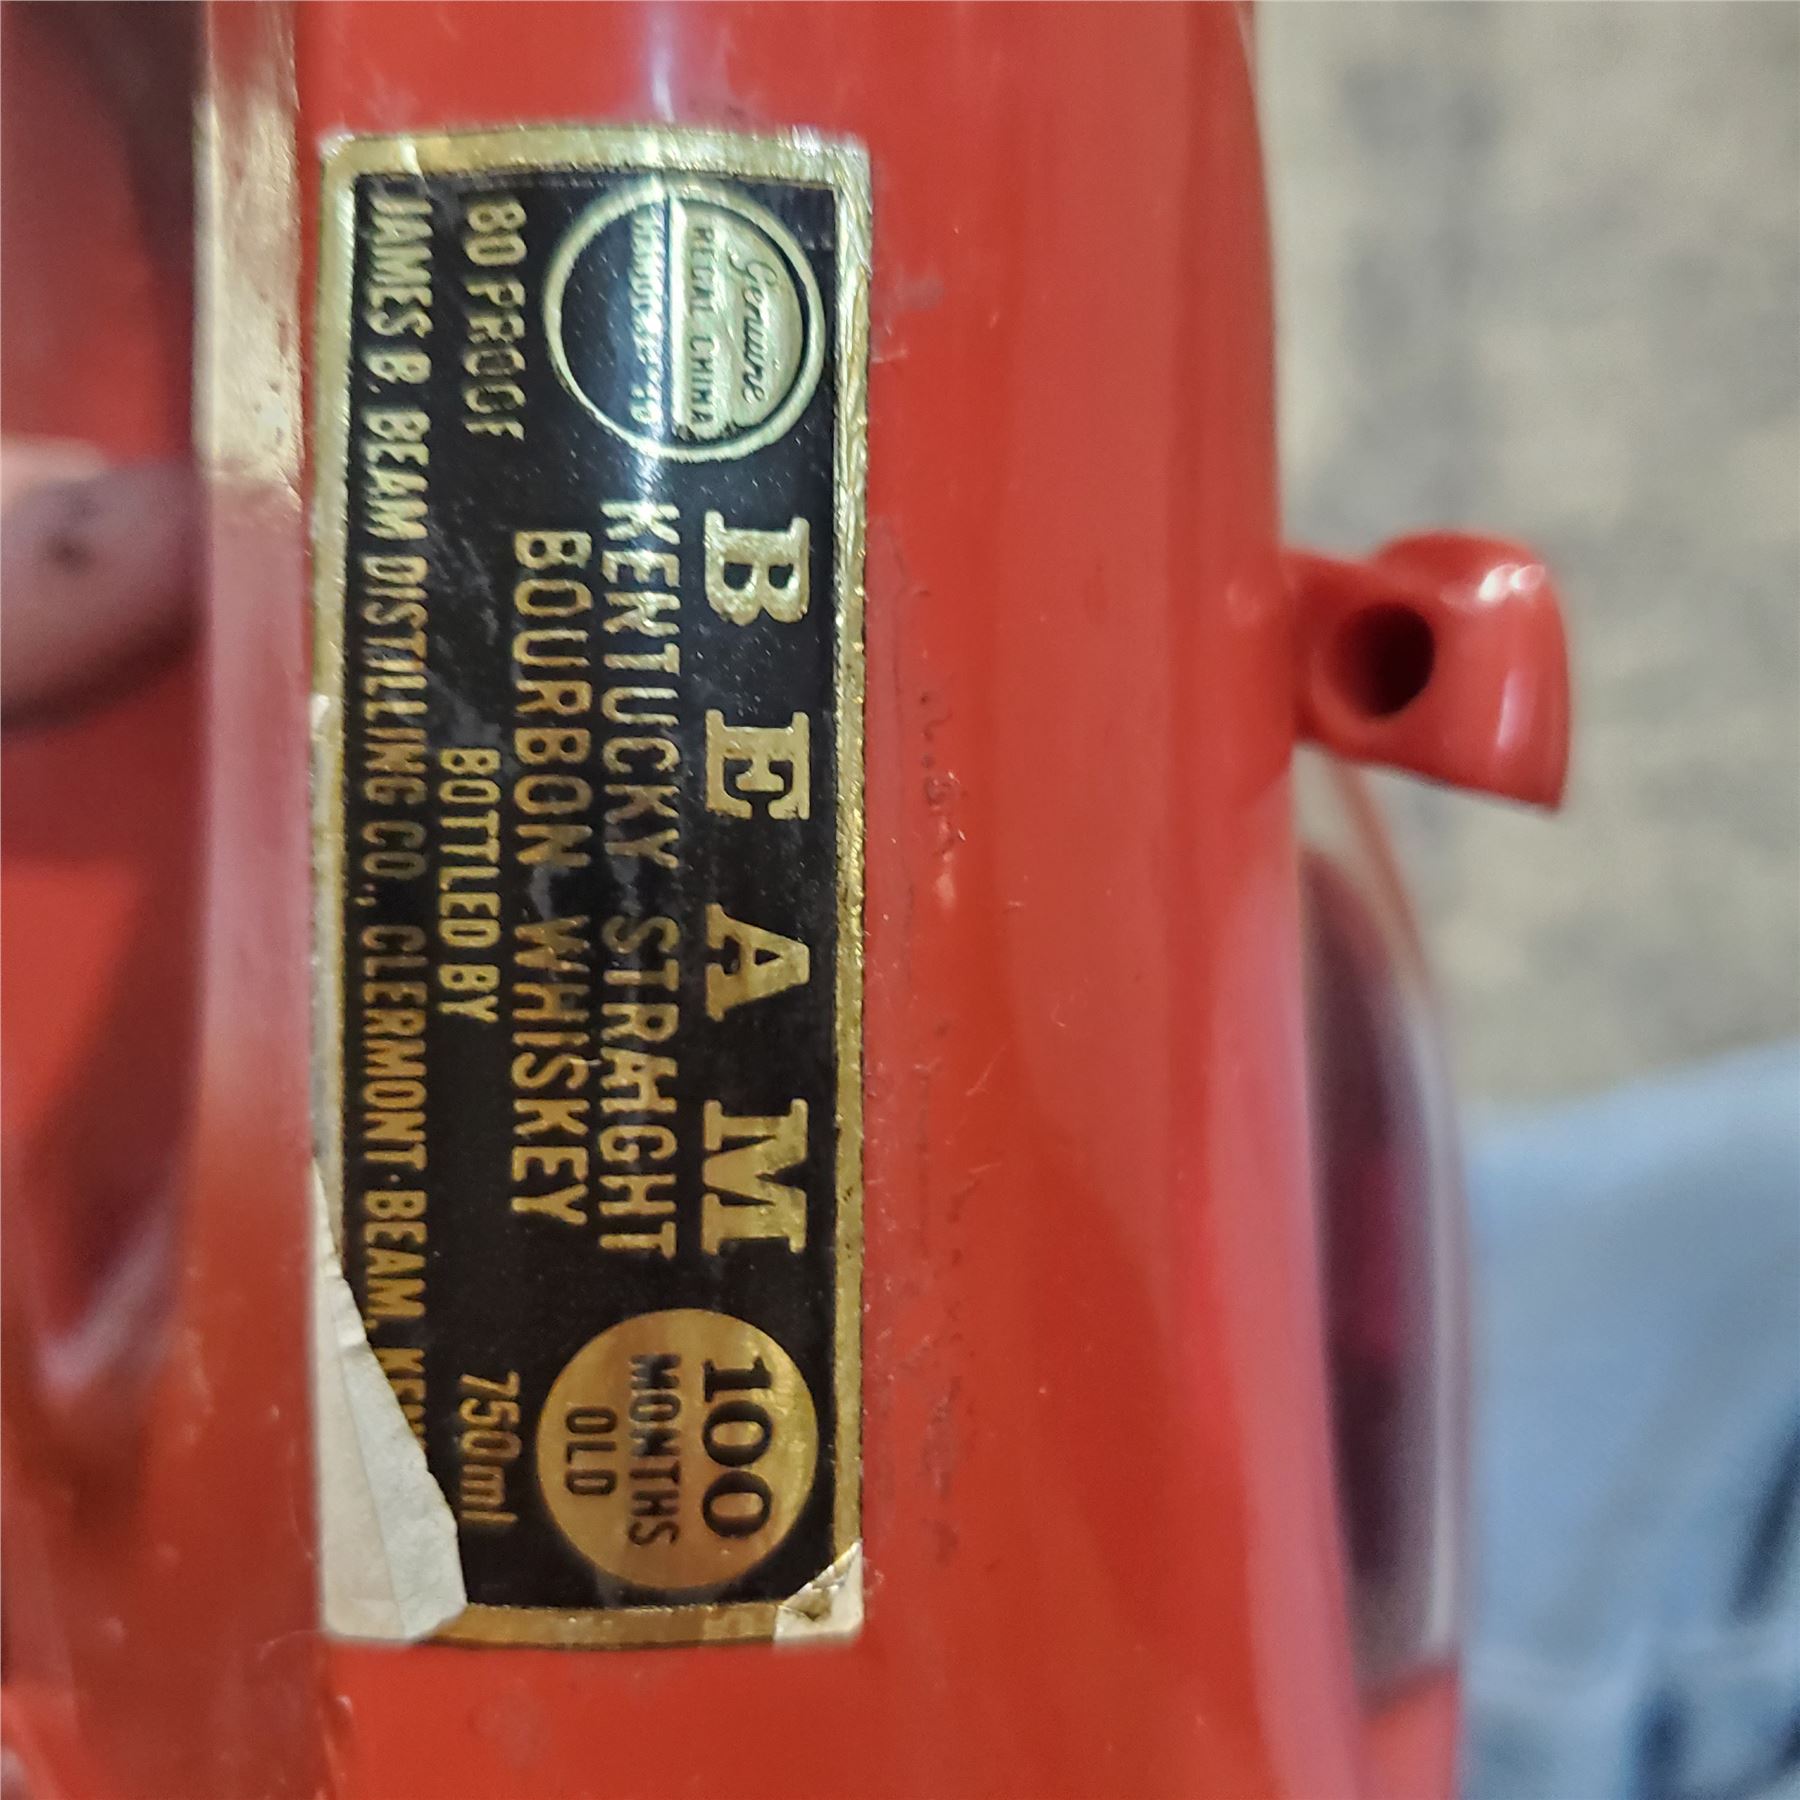 Genuine
REGAL CHINA
BEAM
KENTUCKY STRAIGHT
BOURBON WHISKEY
100
MONTHS
OLD
80 PROOF
BOTTLED BY
750ml
JAMES B. BEAM DISTILLING CO., CLERMONT·BEAM,